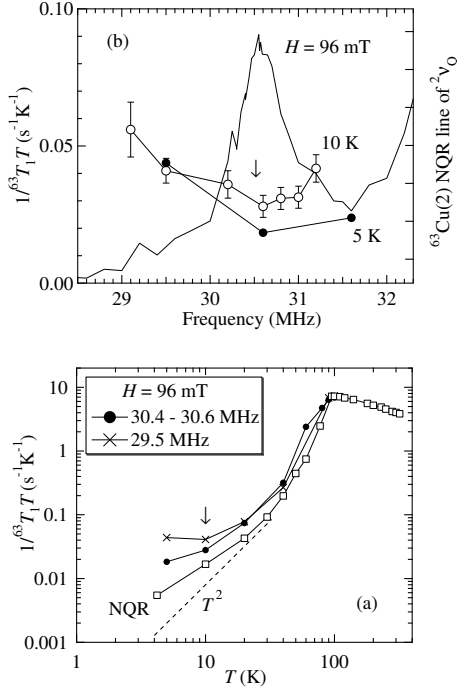 (b)
H = 96 mT
10 K
5 K
0.10
0.05
0.00
1/⁶³T₁T (s⁻¹K⁻¹)
⁶³Cu(2) NQR line of ²ν_O
29 30 31 32
Frequency (MHz)
H = 96 mT
30.4 - 30.6 MHz
29.5 MHz
10
1
0.1
0.01
0.001
1/⁶³T₁T (s⁻¹K⁻¹)
NQR
T²
(a)
1 10 100
T (K)